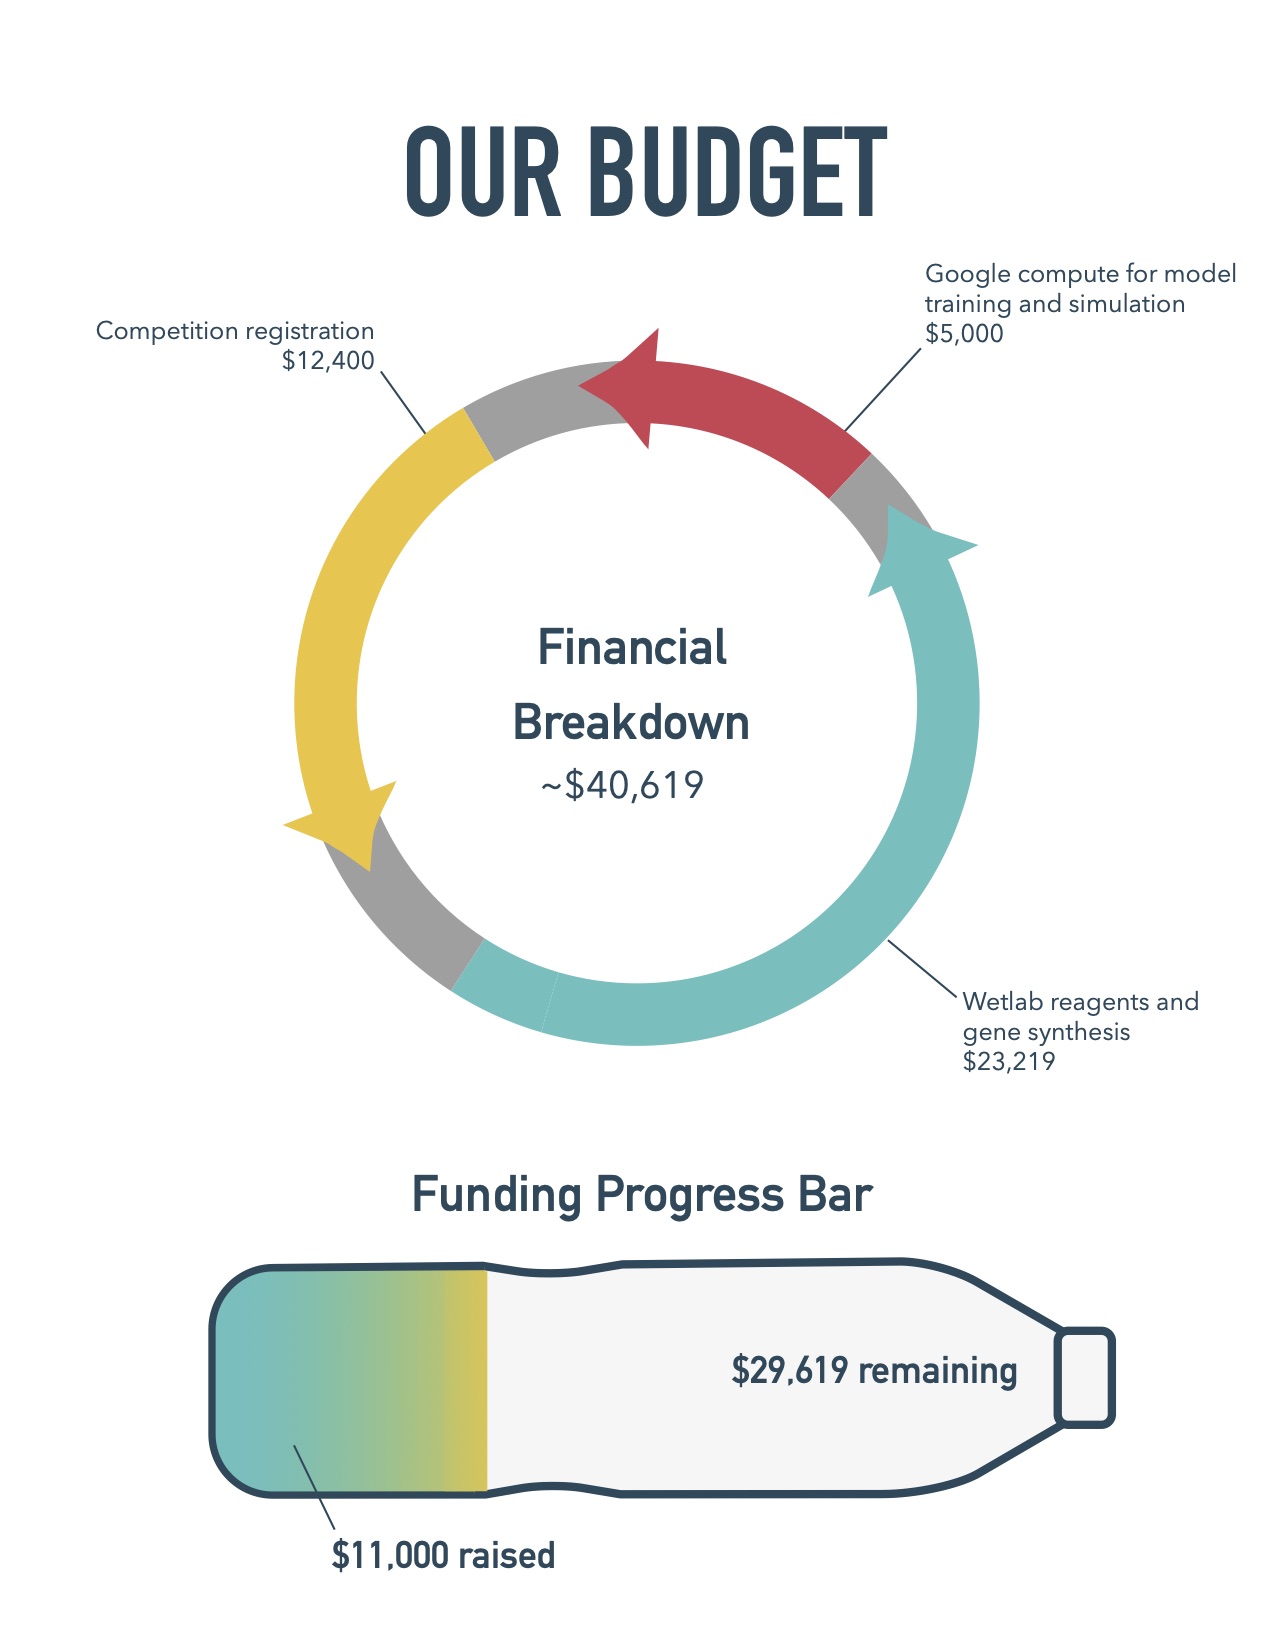 OUR BUDGET
Google compute for model
training and simulation
$5,000
Competition registration
$12,400
Financial
Breakdown
~$40,619
Wetlab reagents and
gene synthesis
$23,219
Funding Progress Bar
$29,619 remaining
$11,000 raised